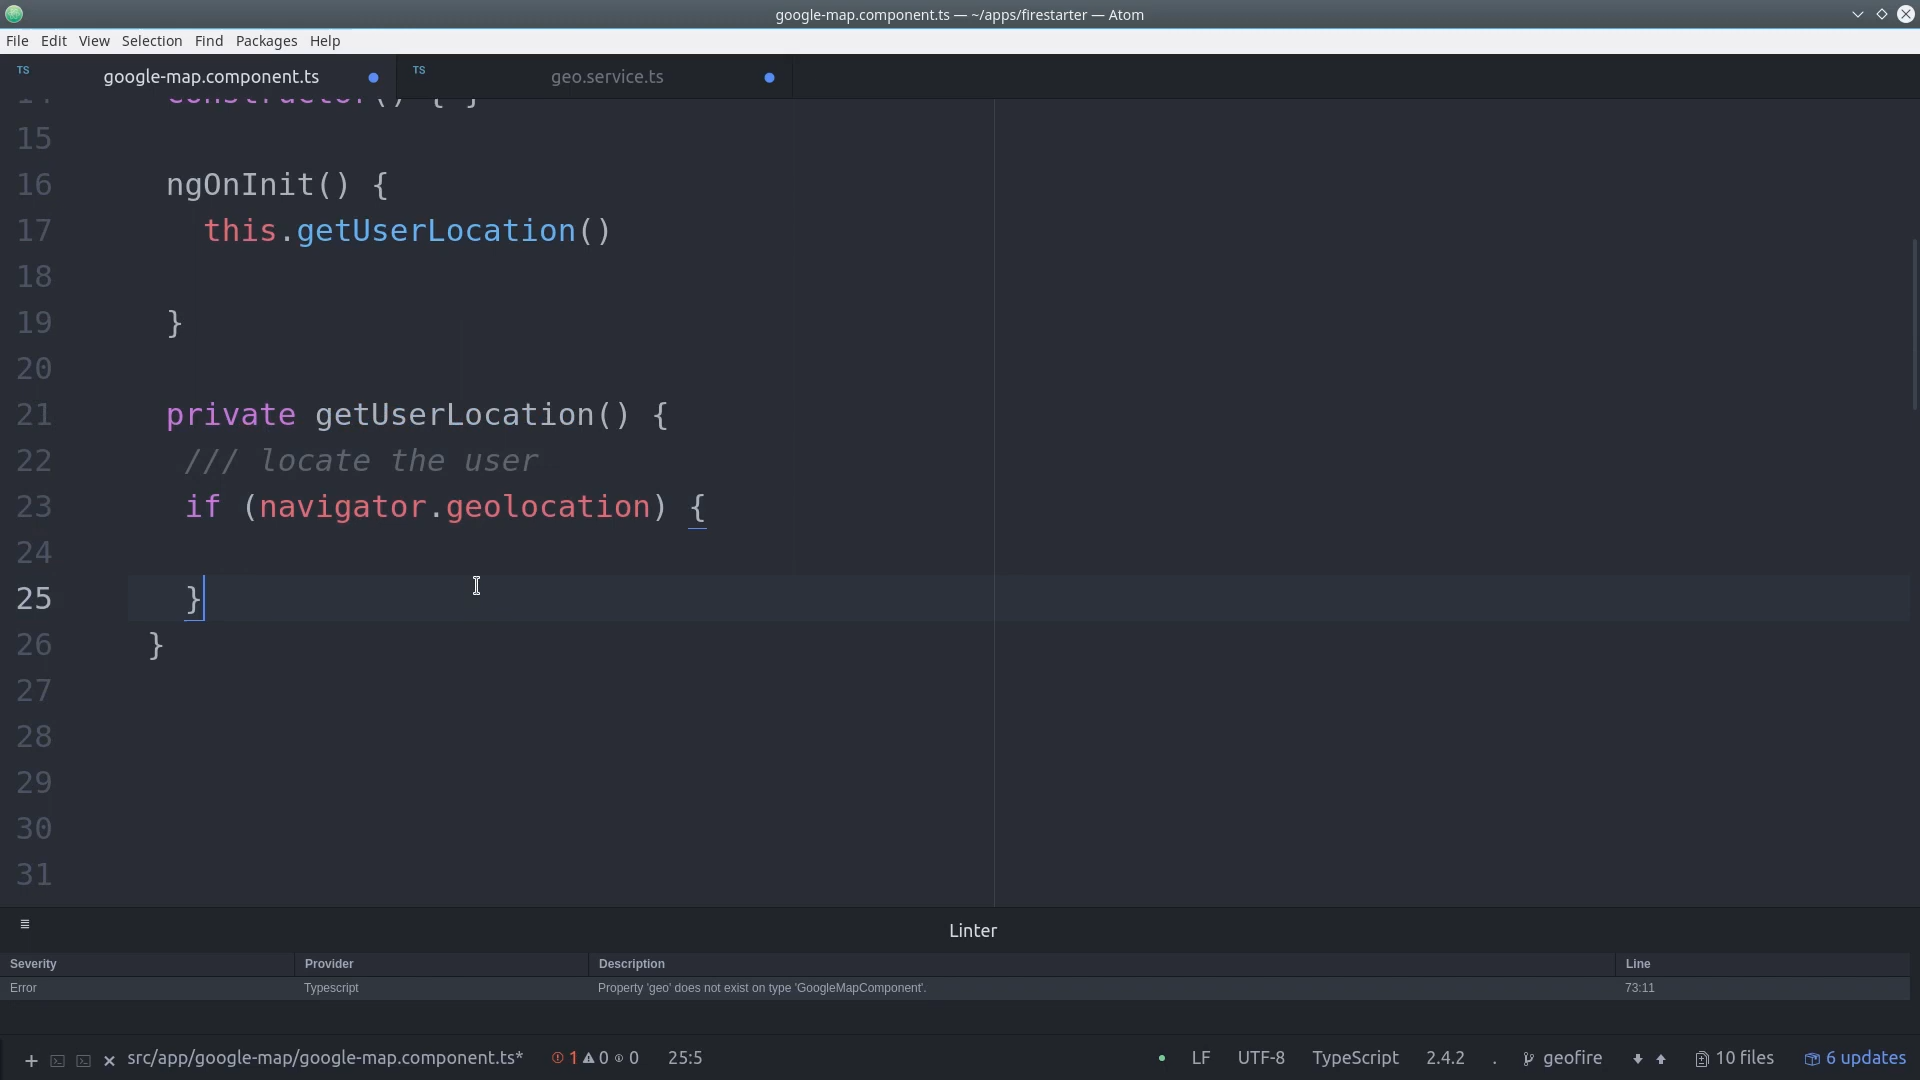 google-map.component.ts — ~/apps/firestarter — Atom
File Edit View Selection Find Packages Help
TS google-map.component.ts TS geo.service.ts
14 constructor() { }
15
16 ngOnInit() {
17 this.getUserLocation()
18
19 }
20
21 private getUserLocation() {
22 /// locate the user
23 if (navigator.geolocation) {
24
25 }
26 }
27
28
29
30
31
Linter
Severity Provider Description Line
Error Typescript Property 'geo' does not exist on type 'GoogleMapComponent'. 73:11
src/app/google-map/google-map.component.ts* 1 0 0 25:5 LF UTF-8 TypeScript 2.4.2 . geofire 10 files 6 updates